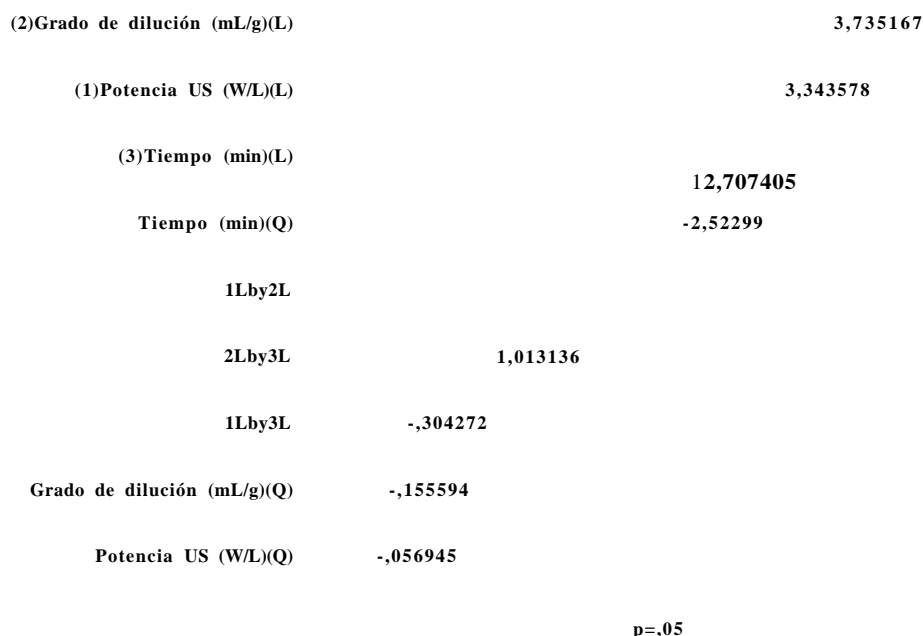 (2)Grado de dilución (mL/g)(L) 3,735167
(1)Potencia US (W/L)(L) 3,343578
(3)Tiempo (min)(L)
12,707405
Tiempo (min)(Q) -2,52299
1Lby2L
2Lby3L 1,013136
1Lby3L -,304272
Grado de dilución (mL/g)(Q) -,155594
Potencia US (W/L)(Q) -,056945
p=,05